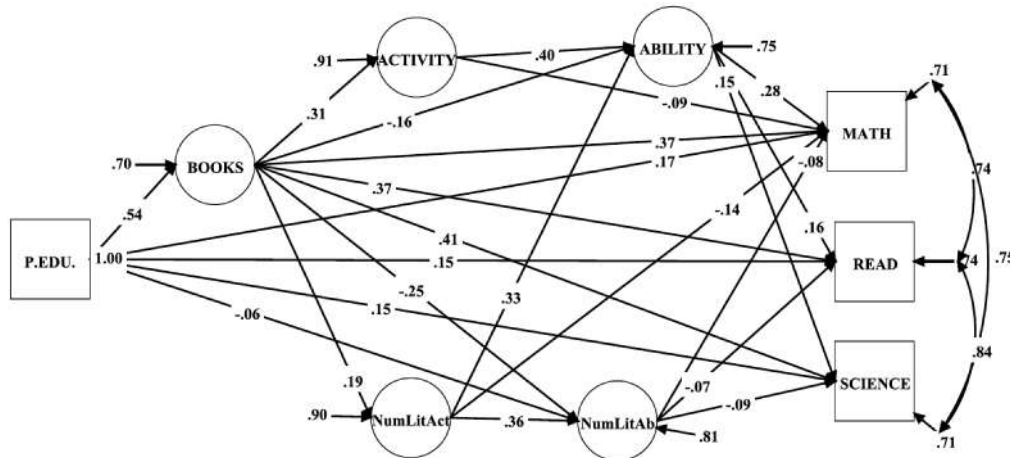 .91 ACTIVITY .40 ABILITY .75
.31 .15 .71
-.16 -.09 .28
MATH
.70 BOOKS .37 -.08
.17 .74
.37
.54 -.14 .16
.41
P.EDU. 1.00 .15 READ .74 .75
-.25 .33
-.06 .15
.84
.19 -.07 SCIENCE
-.09
.90 NumLitAct .36 NumLitAb.
.81 .71